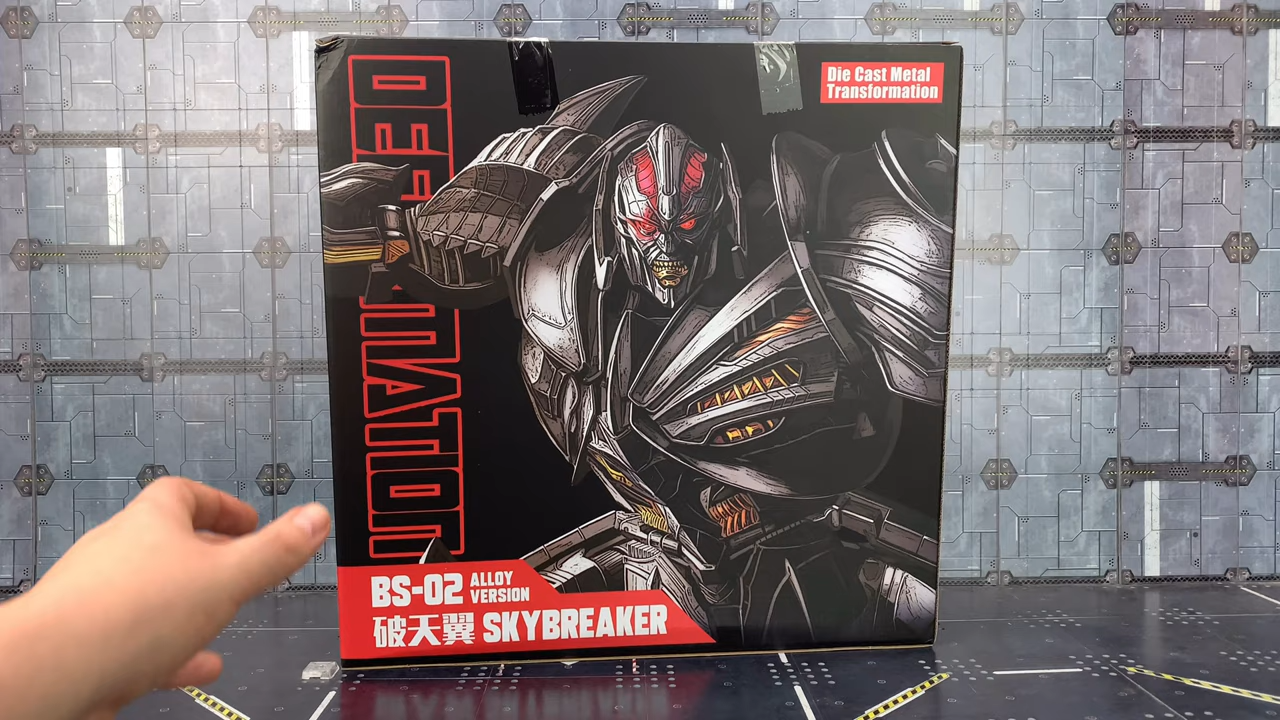 Die Cast Metal
Transformation
BS-02 ALLOY
VERSION
破天翼 SKYBREAKER